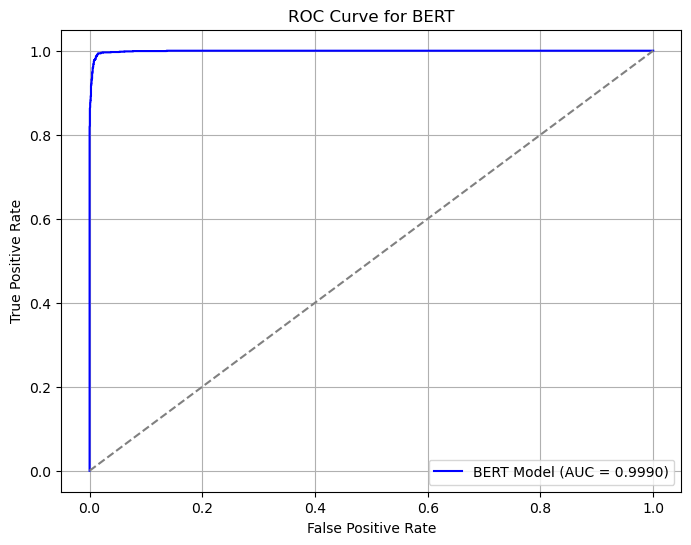 ROC Curve for BERT
True Positive Rate
1.0
0.8
0.6
0.4
0.2
0.0
BERT Model (AUC = 0.9990)
0.0 0.2 0.4 0.6 0.8 1.0
False Positive Rate